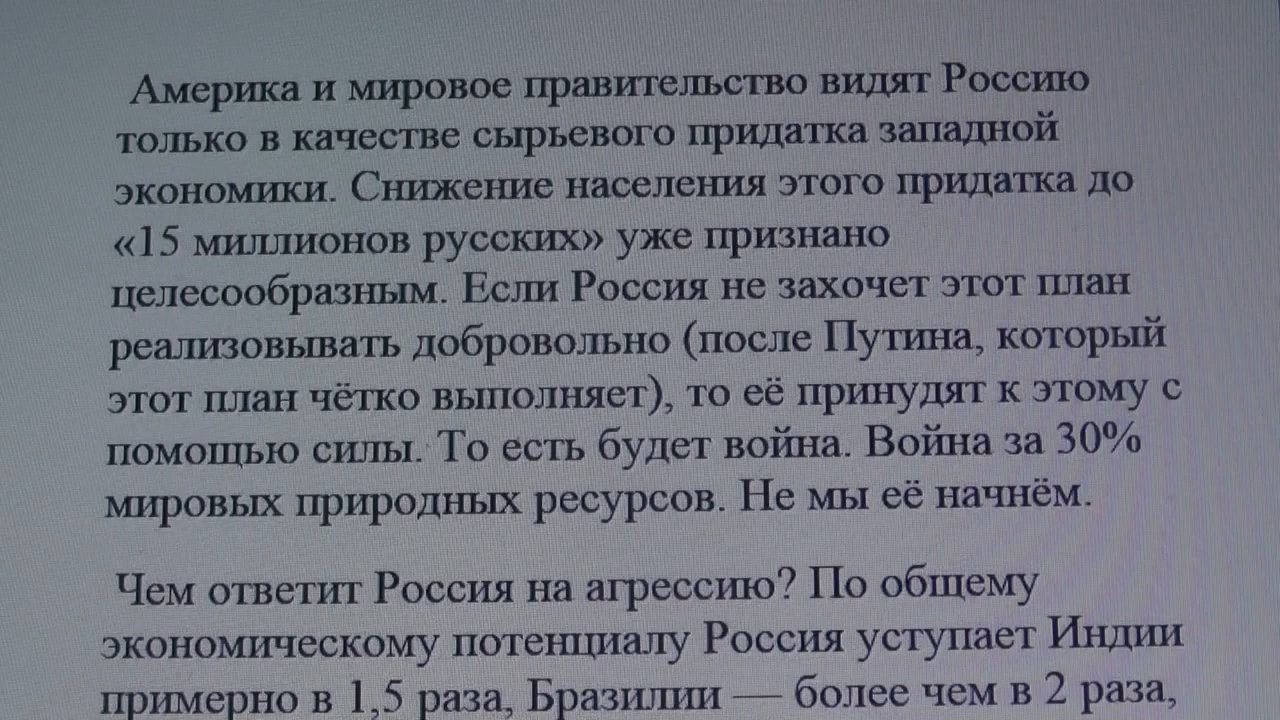 Америка и мировое правительство видят Россию
только в качестве сырьевого придатка западной
экономики. Снижение населения этого придатка до
«15 миллионов русских» уже признано
целесообразным. Если Россия не захочет этот план
реализовывать добровольно (после Путина, который
этот план чётко выполняет), то её принудят к этому с
помощью силы. То есть будет война. Война за 30%
мировых природных ресурсов. Не мы её начнём.
Чем ответит Россия на агрессию? По общему
экономическому потенциалу Россия уступает Индии
примерно в 1,5 раза, Бразилии — более чем в 2 раза,